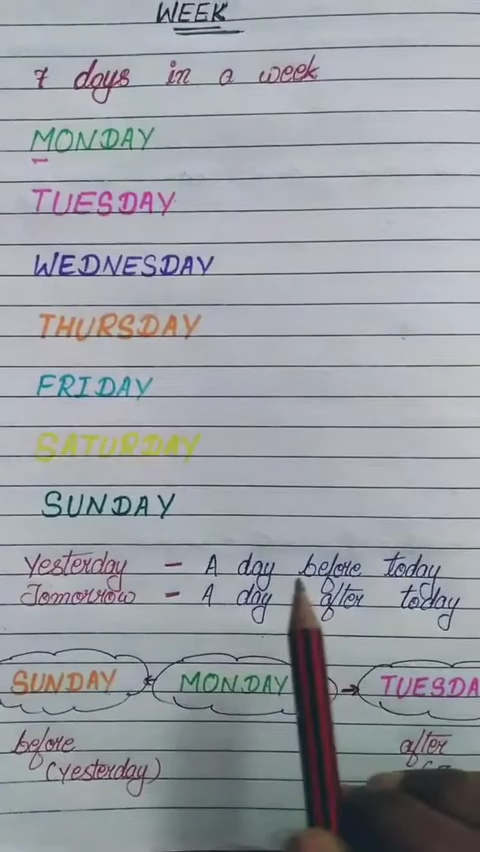 WEEK
7 days in a week
MONDAY
TUESDAY
WEDNESDAY
THURSDAY
FRIDAY
SATURDAY
SUNDAY
Yesterday - A day before today
Tomorrow - A day after today
SUNDAY ← MONDAY → TUESDA
before after
(Yesterday)